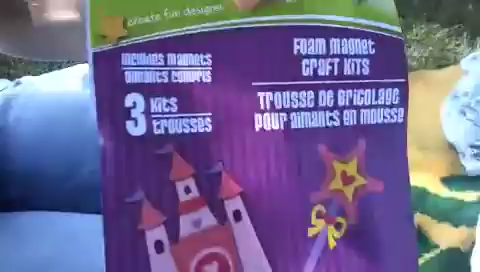 create fun designs!
includes magnets
aimants compris
3 Kits
trousses
Foam Magnet
Craft Kits
Trousse de bricolage
pour aimants en mousse